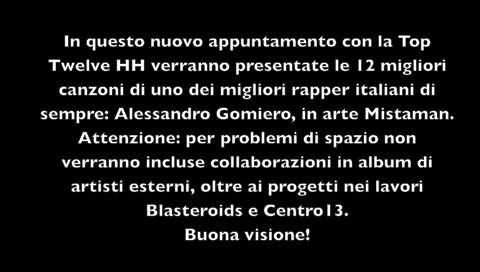 In questo nuovo appuntamento con la Top
Twelve HH verranno presentate le 12 migliori
canzoni di uno dei migliori rapper italiani di
sempre: Alessandro Gomiero, in arte Mistaman.
Attenzione: per problemi di spazio non
verranno incluse collaborazioni in album di
artisti esterni, oltre ai progetti nei lavori
Blasteroids e Centro13.
Buona visione!